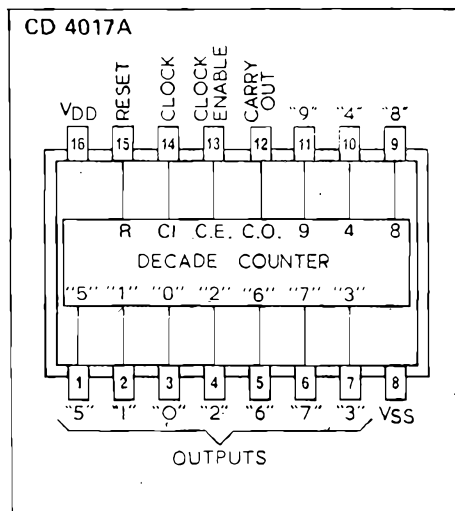 CD 4017A
VDD RESET CLOCK CLOCK ENABLE CARRY OUT "9" "4" "8"
16 15 14 13 12 11 10 9
R Cl C.E. C.O. 9 4 8
DECADE COUNTER
"5" "1" "0" "2" "6" "7" "3"
1 2 3 4 5 6 7 8
"5" "1" "0" "2" "6" "7" "3" VSS
OUTPUTS